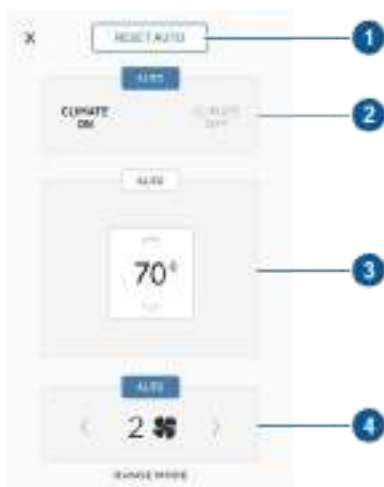 X RESET AUTO 1
AUTO
CLIMATE ON CLIMATE OFF 2
AUTO
70° 3
AUTO
2 4
RANGE MODE